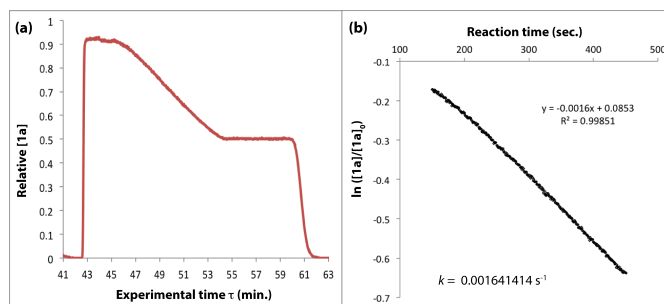 (a)
1
0.9
0.8
0.7
0.6
0.5
0.4
0.3
0.2
0.1
0
Relative [1a]
41 43 45 47 49 51 53 55 57 59 61 63
Experimental time τ (min.)
(b)
Reaction time (sec.)
100 200 300 400 500
-0.1
-0.2
-0.3
-0.4
-0.5
-0.6
-0.7
ln ([1a]/[1a]₀)
y = -0.0016x + 0.0853
R² = 0.99851
k = 0.001641414 s⁻¹